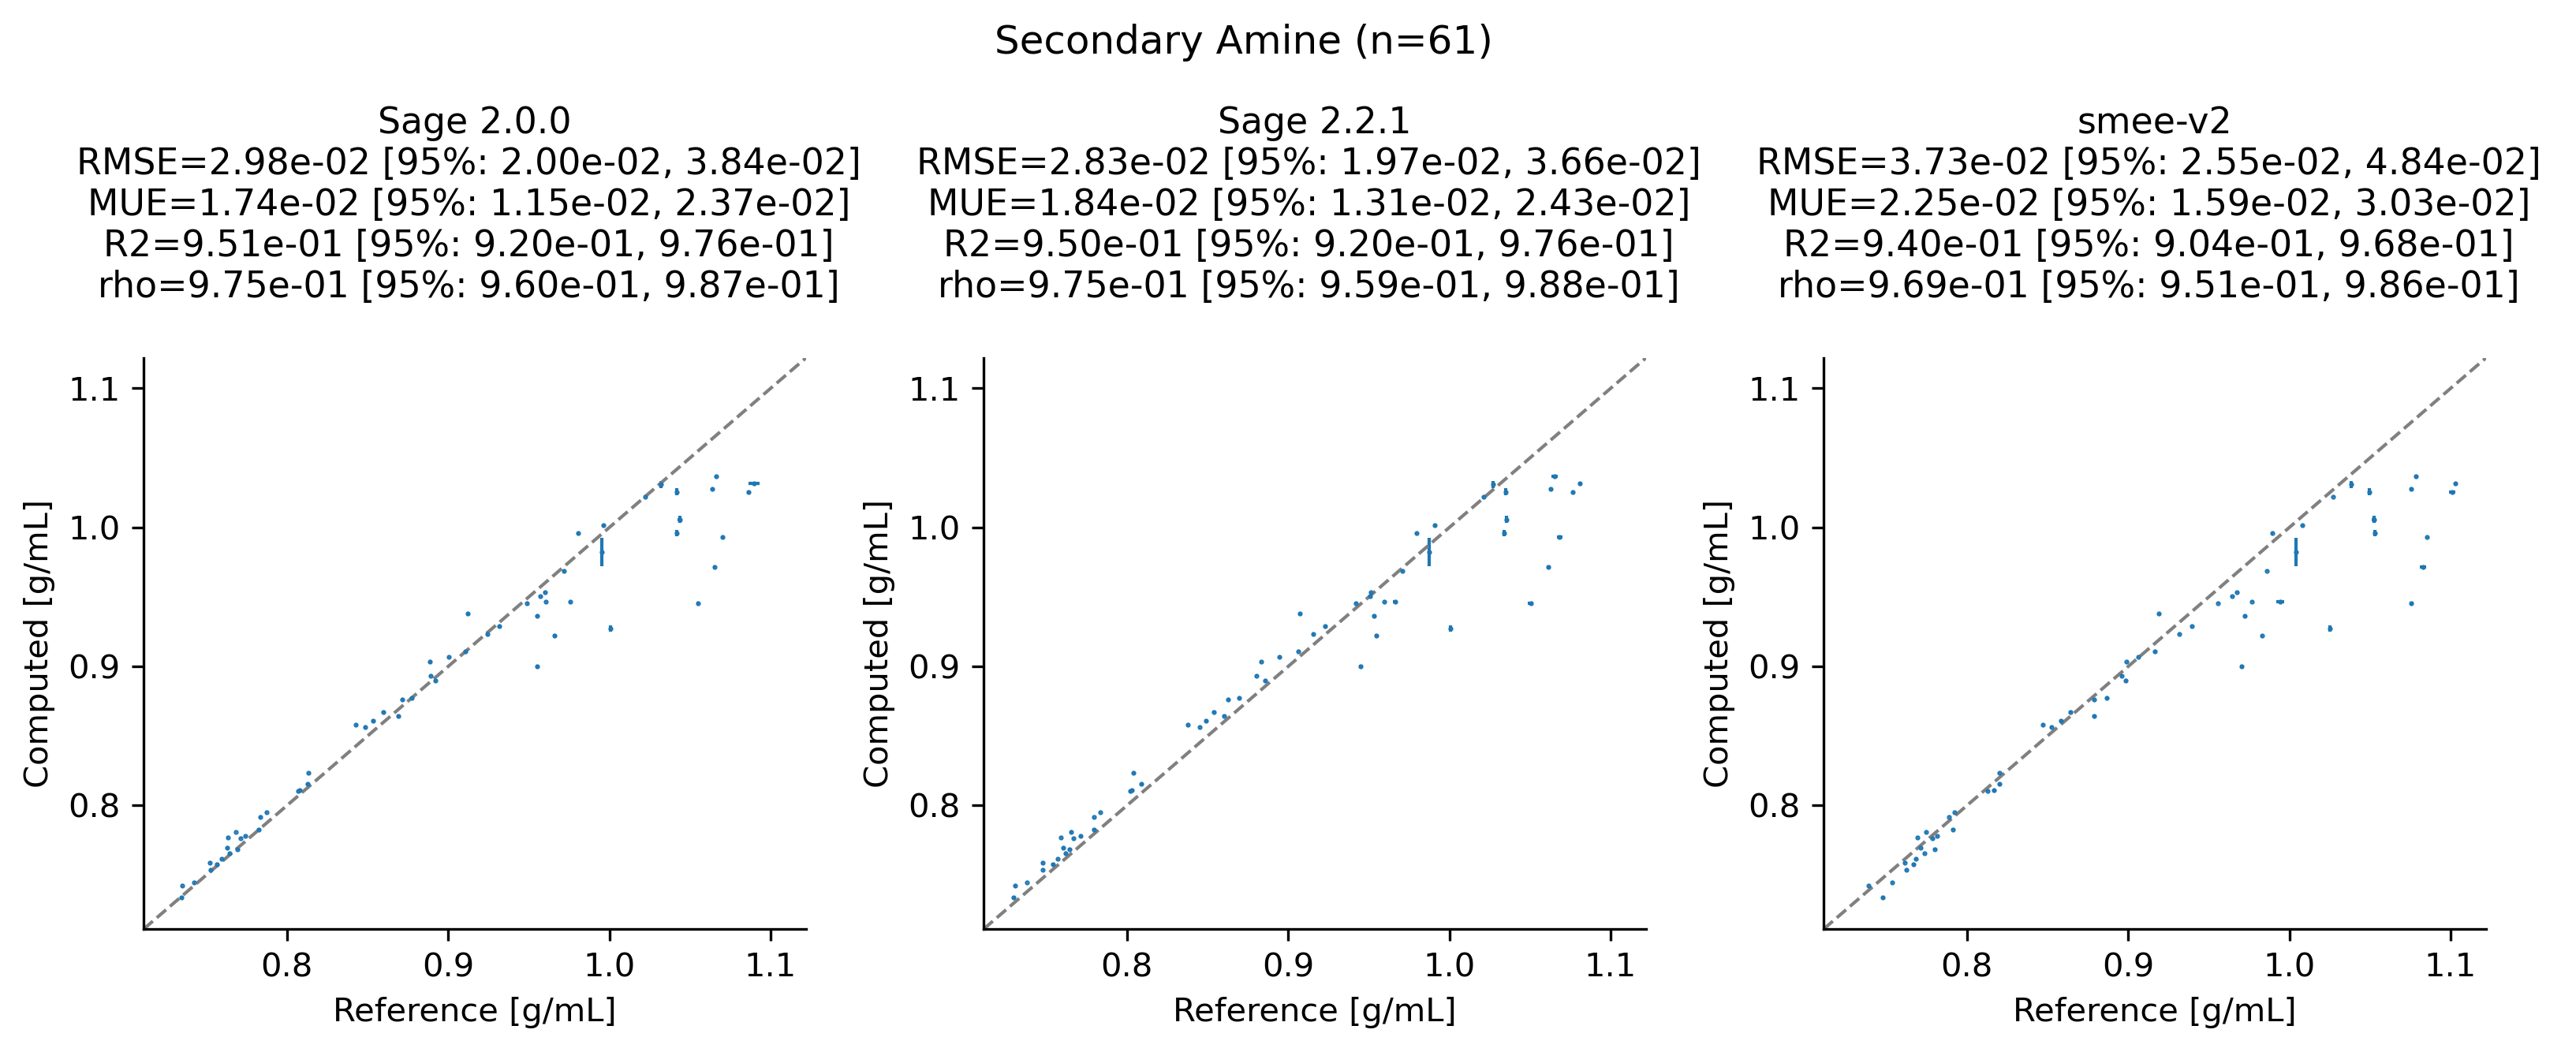 Secondary Amine (n=61)
Sage 2.0.0
RMSE=2.98e-02 [95%: 2.00e-02, 3.84e-02]
MUE=1.74e-02 [95%: 1.15e-02, 2.37e-02]
R2=9.51e-01 [95%: 9.20e-01, 9.76e-01]
rho=9.75e-01 [95%: 9.60e-01, 9.87e-01]
1.1
1.0
0.9
0.8
Computed [g/mL]
0.8 0.9 1.0 1.1
Reference [g/mL]
Sage 2.2.1
RMSE=2.83e-02 [95%: 1.97e-02, 3.66e-02]
MUE=1.84e-02 [95%: 1.31e-02, 2.43e-02]
R2=9.50e-01 [95%: 9.20e-01, 9.76e-01]
rho=9.75e-01 [95%: 9.59e-01, 9.88e-01]
1.1
1.0
0.9
0.8
Computed [g/mL]
0.8 0.9 1.0 1.1
Reference [g/mL]
smee-v2
RMSE=3.73e-02 [95%: 2.55e-02, 4.84e-02]
MUE=2.25e-02 [95%: 1.59e-02, 3.03e-02]
R2=9.40e-01 [95%: 9.04e-01, 9.68e-01]
rho=9.69e-01 [95%: 9.51e-01, 9.86e-01]
1.1
1.0
0.9
0.8
Computed [g/mL]
0.8 0.9 1.0 1.1
Reference [g/mL]